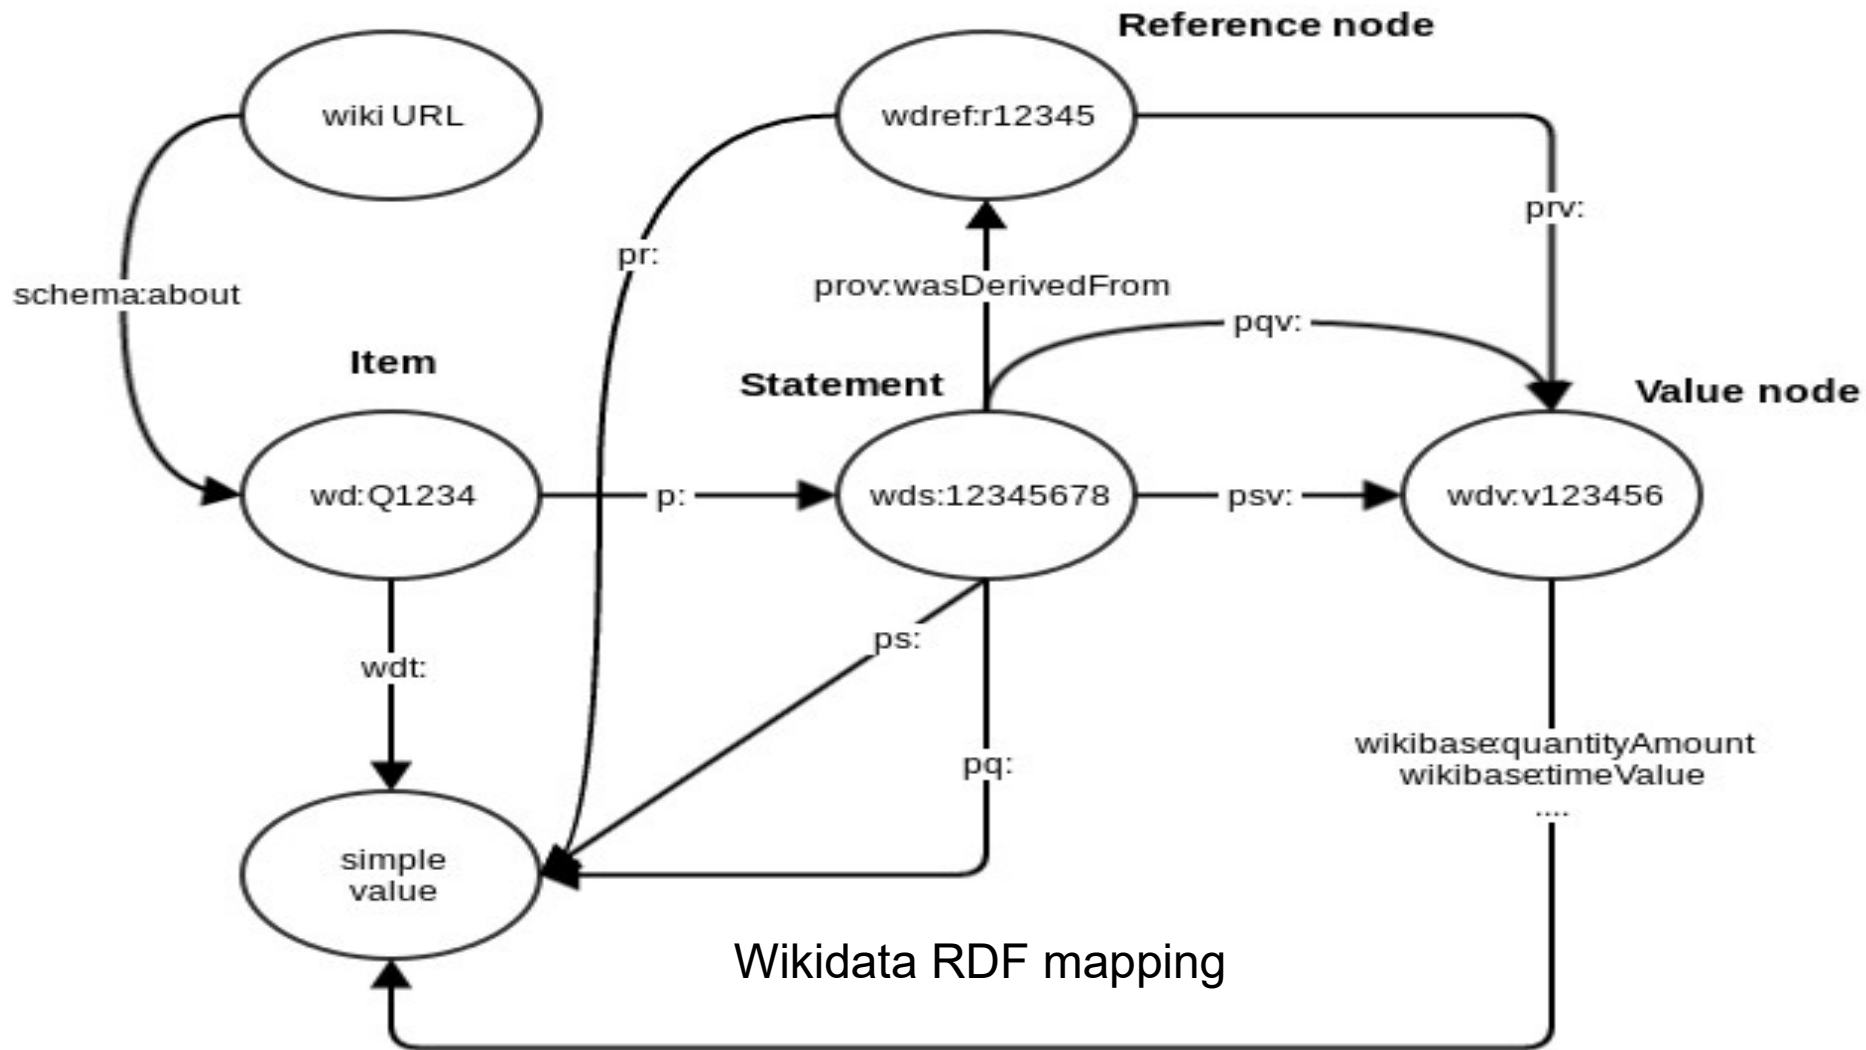 Reference node
wiki URL
wdref:r12345
prv:
pr:
prov:wasDerivedFrom
schema:about
pqv:
Item
Statement
Value node
wd:Q1234
p:
wds:12345678
psv:
wdv:v123456
ps:
wdt:
pq:
wikibase:quantityAmount
wikibase:timeValue
....
simple
value
Wikidata RDF mapping